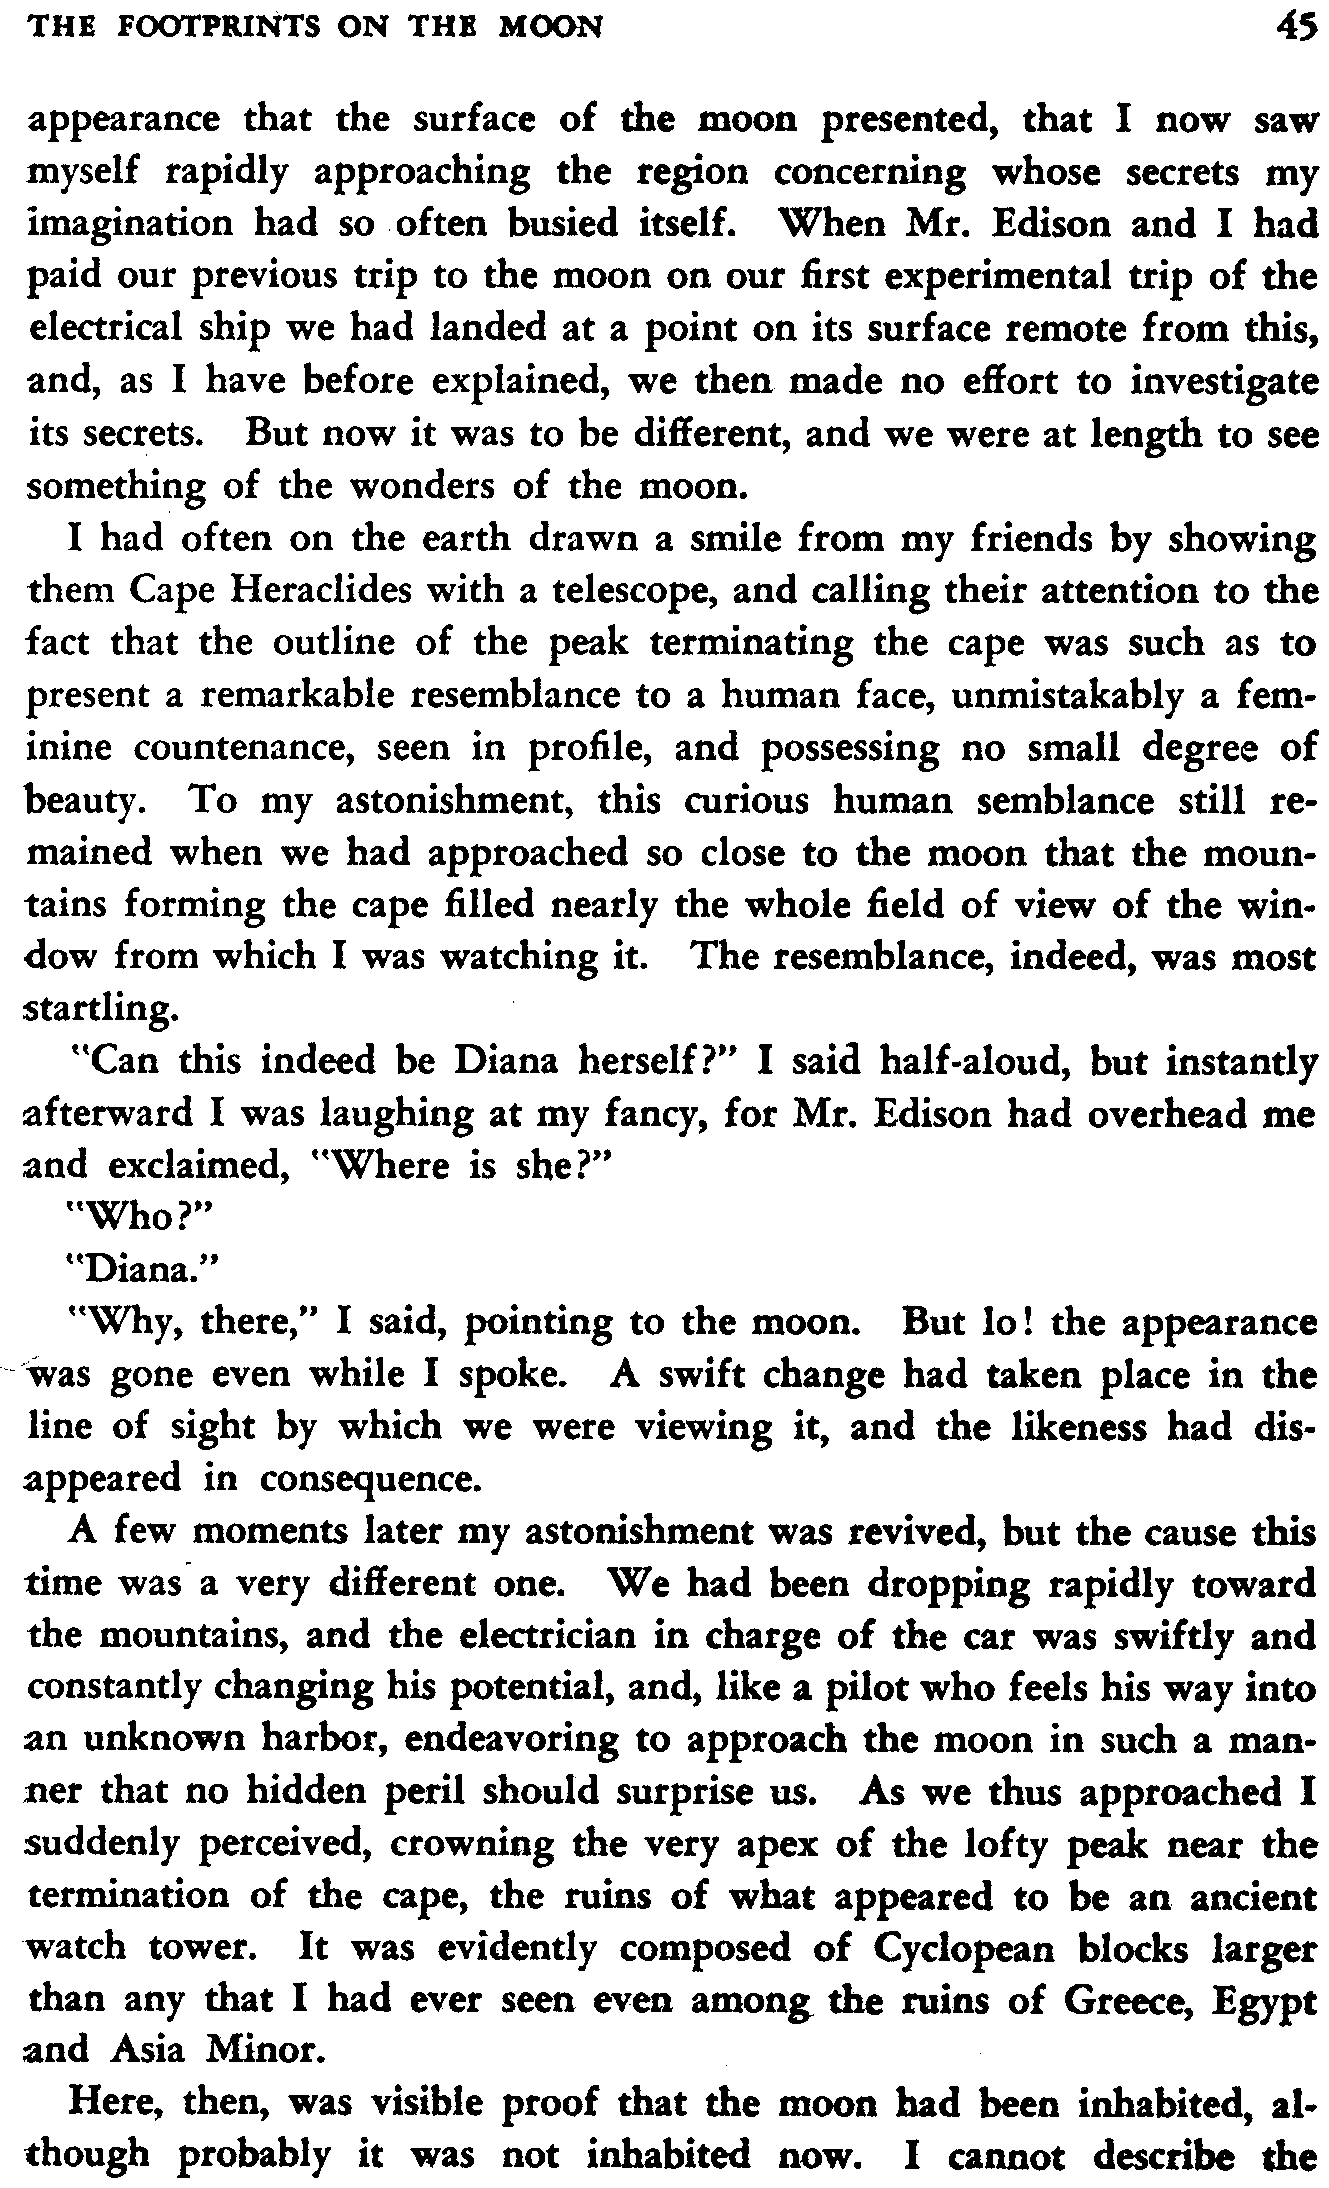 THE FOOTPRINTS ON THE MOON 45
appearance that the surface of the moon presented, that I now saw
myself rapidly approaching the region concerning whose secrets my
imagination had so often busied itself. When Mr. Edison and I had
paid our previous trip to the moon on our first experimental trip of the
electrical ship we had landed at a point on its surface remote from this,
and, as I have before explained, we then made no effort to investigate
its secrets. But now it was to be different, and we were at length to see
something of the wonders of the moon.
I had often on the earth drawn a smile from my friends by showing
them Cape Heraclides with a telescope, and calling their attention to the
fact that the outline of the peak terminating the cape was such as to
present a remarkable resemblance to a human face, unmistakably a fem-
inine countenance, seen in profile, and possessing no small degree of
beauty. To my astonishment, this curious human semblance still re-
mained when we had approached so close to the moon that the moun-
tains forming the cape filled nearly the whole field of view of the win-
dow from which I was watching it. The resemblance, indeed, was most
startling.
"Can this indeed be Diana herself?" I said half-aloud, but instantly
afterward I was laughing at my fancy, for Mr. Edison had overhead me
and exclaimed, "Where is she?"
"Who?"
"Diana."
"Why, there," I said, pointing to the moon. But lo! the appearance
was gone even while I spoke. A swift change had taken place in the
line of sight by which we were viewing it, and the likeness had dis-
appeared in consequence.
A few moments later my astonishment was revived, but the cause this
time was a very different one. We had been dropping rapidly toward
the mountains, and the electrician in charge of the car was swiftly and
constantly changing his potential, and, like a pilot who feels his way into
an unknown harbor, endeavoring to approach the moon in such a man-
ner that no hidden peril should surprise us. As we thus approached I
suddenly perceived, crowning the very apex of the lofty peak near the
termination of the cape, the ruins of what appeared to be an ancient
watch tower. It was evidently composed of Cyclopean blocks larger
than any that I had ever seen even among the ruins of Greece, Egypt
and Asia Minor.
Here, then, was visible proof that the moon had been inhabited, al-
though probably it was not inhabited now. I cannot describe the